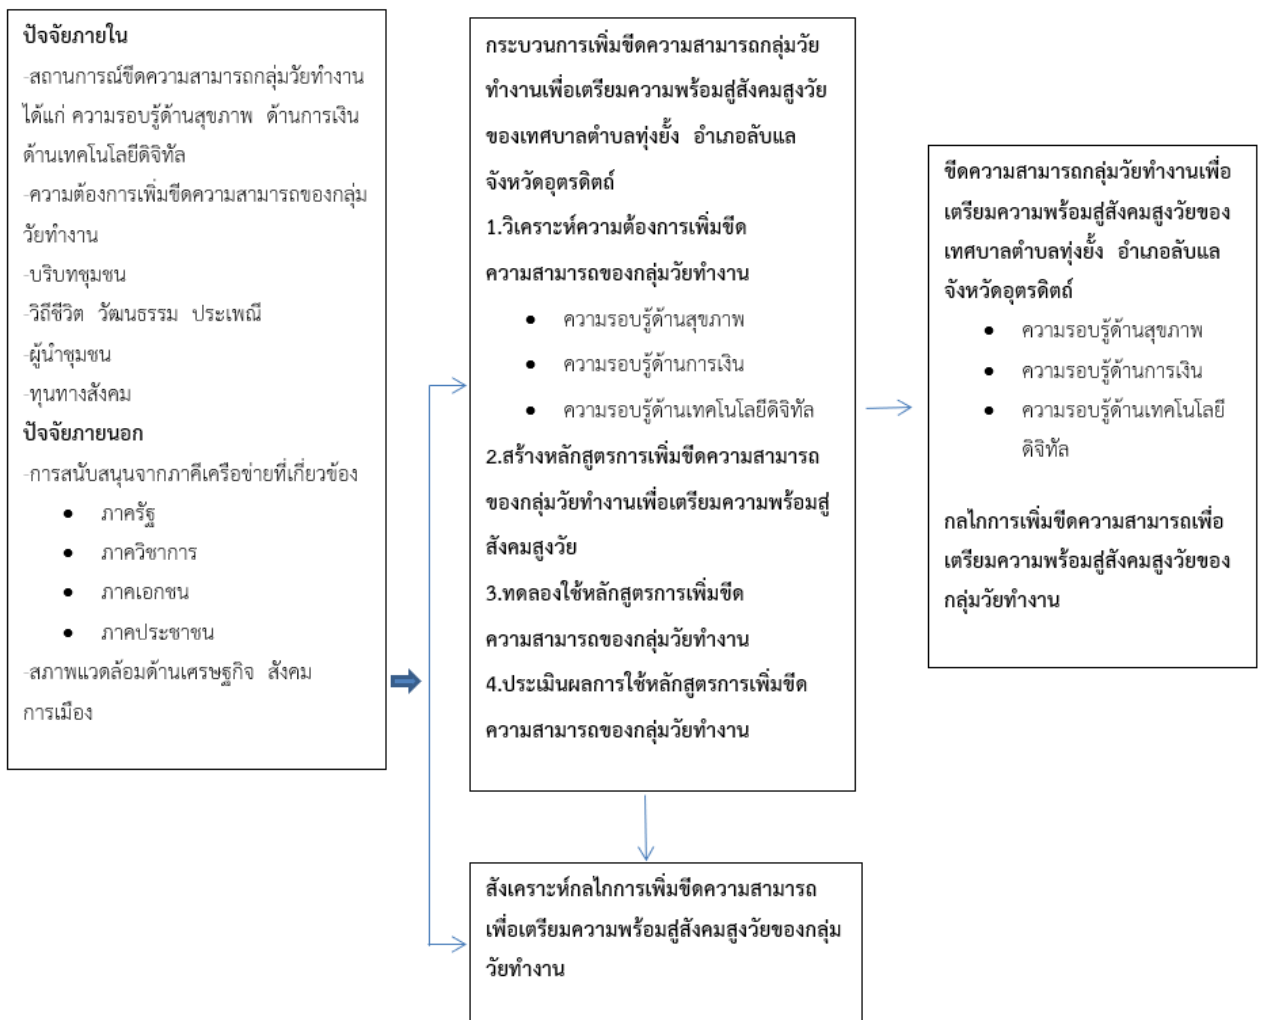 ปัจจัยภายใน
-สถานการณ์ขีดความสามารถกลุ่มวัยทำงาน
ได้แก่ ความรอบรู้ด้านสุขภาพ ด้านการเงิน
ด้านเทคโนโลยีดิจิทัล
-ความต้องการเพิ่มขีดความสามารถของกลุ่ม
วัยทำงาน
-บริบทชุมชน
-วิถีชีวิต วัฒนธรรม ประเพณี
-ผู้นำชุมชน
-ทุนทางสังคม
ปัจจัยภายนอก
-การสนับสนุนจากภาคีเครือข่ายที่เกี่ยวข้อง
• ภาครัฐ
• ภาควิชาการ
• ภาคเอกชน
• ภาคประชาชน
-สภาพแวดล้อมด้านเศรษฐกิจ สังคม
การเมือง
กระบวนการเพิ่มขีดความสามารถกลุ่มวัย
ทำงานเพื่อเตรียมความพร้อมสู่สังคมสูงวัย
ของเทศบาลตำบลทุ่งยั้ง อำเภอลับแล
จังหวัดอุตรดิตถ์
1.วิเคราะห์ความต้องการเพิ่มขีด
ความสามารถของกลุ่มวัยทำงาน
• ความรอบรู้ด้านสุขภาพ
• ความรอบรู้ด้านการเงิน
• ความรอบรู้ด้านเทคโนโลยีดิจิทัล
2.สร้างหลักสูตรการเพิ่มขีดความสามารถ
ของกลุ่มวัยทำงานเพื่อเตรียมความพร้อมสู่
สังคมสูงวัย
3.ทดลองใช้หลักสูตรการเพิ่มขีด
ความสามารถของกลุ่มวัยทำงาน
4.ประเมินผลการใช้หลักสูตรการเพิ่มขีด
ความสามารถของกลุ่มวัยทำงาน
สังเคราะห์กลไกการเพิ่มขีดความสามารถ
เพื่อเตรียมความพร้อมสู่สังคมสูงวัยของกลุ่ม
วัยทำงาน
ขีดความสามารถกลุ่มวัยทำงานเพื่อ
เตรียมความพร้อมสู่สังคมสูงวัยของ
เทศบาลตำบลทุ่งยั้ง อำเภอลับแล
จังหวัดอุตรดิตถ์
• ความรอบรู้ด้านสุขภาพ
• ความรอบรู้ด้านการเงิน
• ความรอบรู้ด้านเทคโนโลยี
ดิจิทัล
กลไกการเพิ่มขีดความสามารถเพื่อ
เตรียมความพร้อมสู่สังคมสูงวัยของ
กลุ่มวัยทำงาน